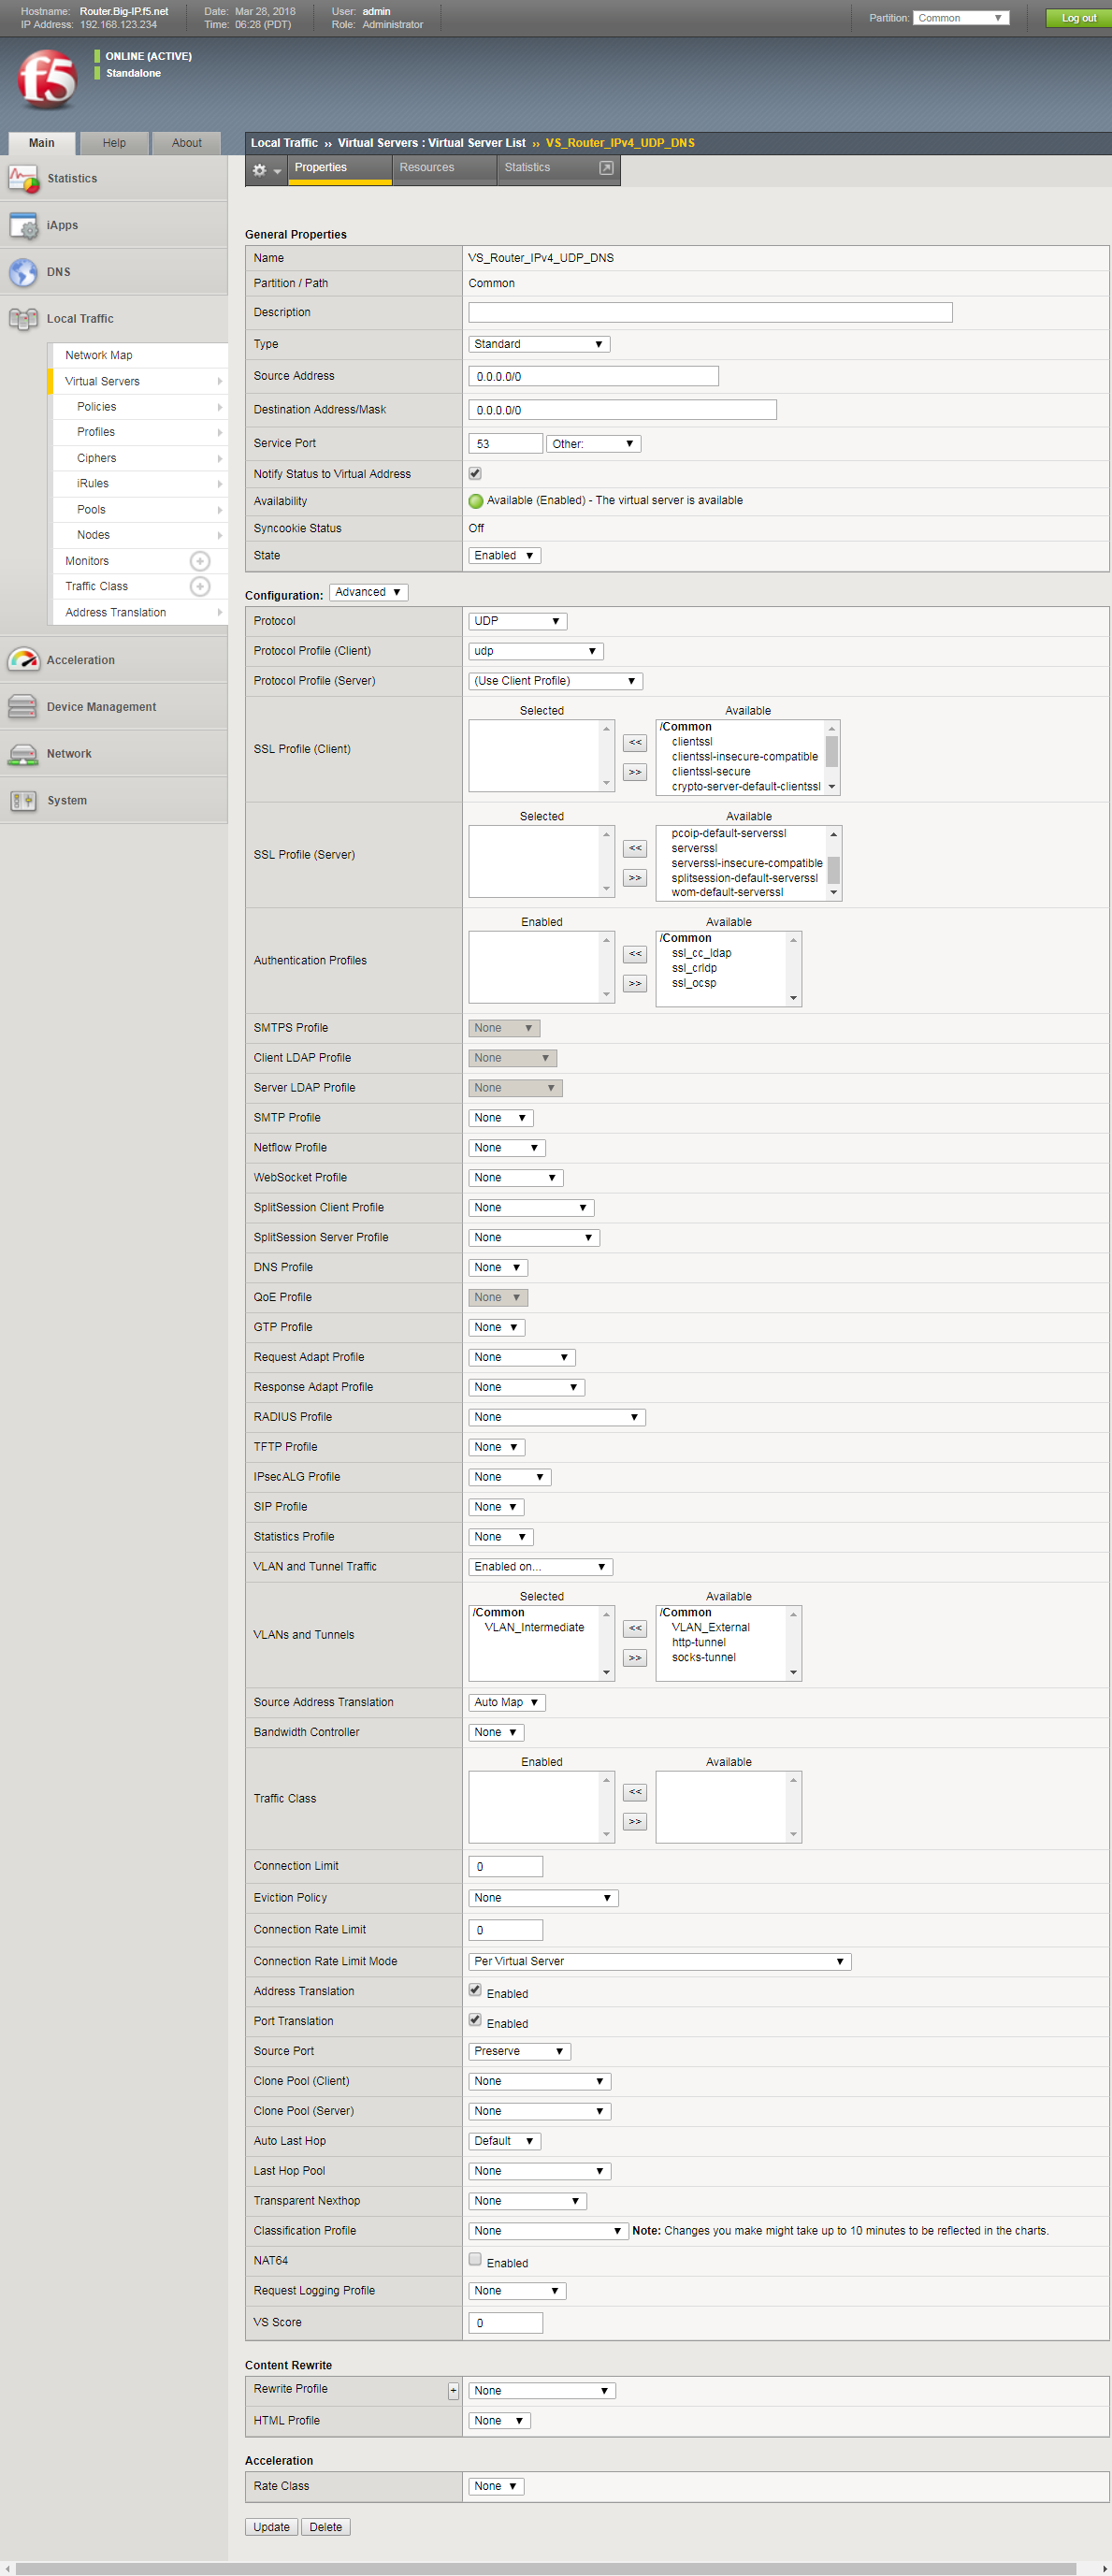 Hostname: Router.Big-IP.f5.net Date: Mar 28, 2018 User: admin Partition: Common Log out
IP Address: 192.168.123.234 Time: 06:28 (PDT) Role: Administrator
f5
ONLINE (ACTIVE)
Standalone
Main Help About
Local Traffic ›› Virtual Servers : Virtual Server List ›› VS_Router_IPv4_UDP_DNS
Properties Resources Statistics
Statistics
iApps
DNS
Local Traffic
Network Map
Virtual Servers
Policies
Profiles
Ciphers
iRules
Pools
Nodes
Monitors
Traffic Class
Address Translation
Acceleration
Device Management
Network
System
General Properties
Name VS_Router_IPv4_UDP_DNS
Partition / Path Common
Description
Type Standard
Source Address 0.0.0.0/0
Destination Address/Mask 0.0.0.0/0
Service Port 53 Other:
Notify Status to Virtual Address
Availability Available (Enabled) - The virtual server is available
Syncookie Status Off
State Enabled
Configuration: Advanced
Protocol UDP
Protocol Profile (Client) udp
Protocol Profile (Server) (Use Client Profile)
SSL Profile (Client)
Selected Available
<< >>
/Common
clientssl
clientssl-insecure-compatible
clientssl-secure
crypto-server-default-clientssl
SSL Profile (Server)
Selected Available
<< >>
pcoip-default-serverssl
serverssl
serverssl-insecure-compatible
splitsession-default-serverssl
wom-default-serverssl
Authentication Profiles
Enabled Available
<< >>
/Common
ssl_cc_ldap
ssl_crldp
ssl_ocsp
SMTPS Profile None
Client LDAP Profile None
Server LDAP Profile None
SMTP Profile None
Netflow Profile None
WebSocket Profile None
SplitSession Client Profile None
SplitSession Server Profile None
DNS Profile None
QoE Profile None
GTP Profile None
Request Adapt Profile None
Response Adapt Profile None
RADIUS Profile None
TFTP Profile None
IPsecALG Profile None
SIP Profile None
Statistics Profile None
VLAN and Tunnel Traffic Enabled on...
VLANs and Tunnels
Selected Available
/Common
VLAN_Intermediate
<< >>
/Common
VLAN_External
http-tunnel
socks-tunnel
Source Address Translation Auto Map
Bandwidth Controller None
Traffic Class
Enabled Available
<< >>
Connection Limit 0
Eviction Policy None
Connection Rate Limit 0
Connection Rate Limit Mode Per Virtual Server
Address Translation Enabled
Port Translation Enabled
Source Port Preserve
Clone Pool (Client) None
Clone Pool (Server) None
Auto Last Hop Default
Last Hop Pool None
Transparent Nexthop None
Classification Profile None Note: Changes you make might take up to 10 minutes to be reflected in the charts.
NAT64 Enabled
Request Logging Profile None
VS Score 0
Content Rewrite
Rewrite Profile + None
HTML Profile None
Acceleration
Rate Class None
Update Delete